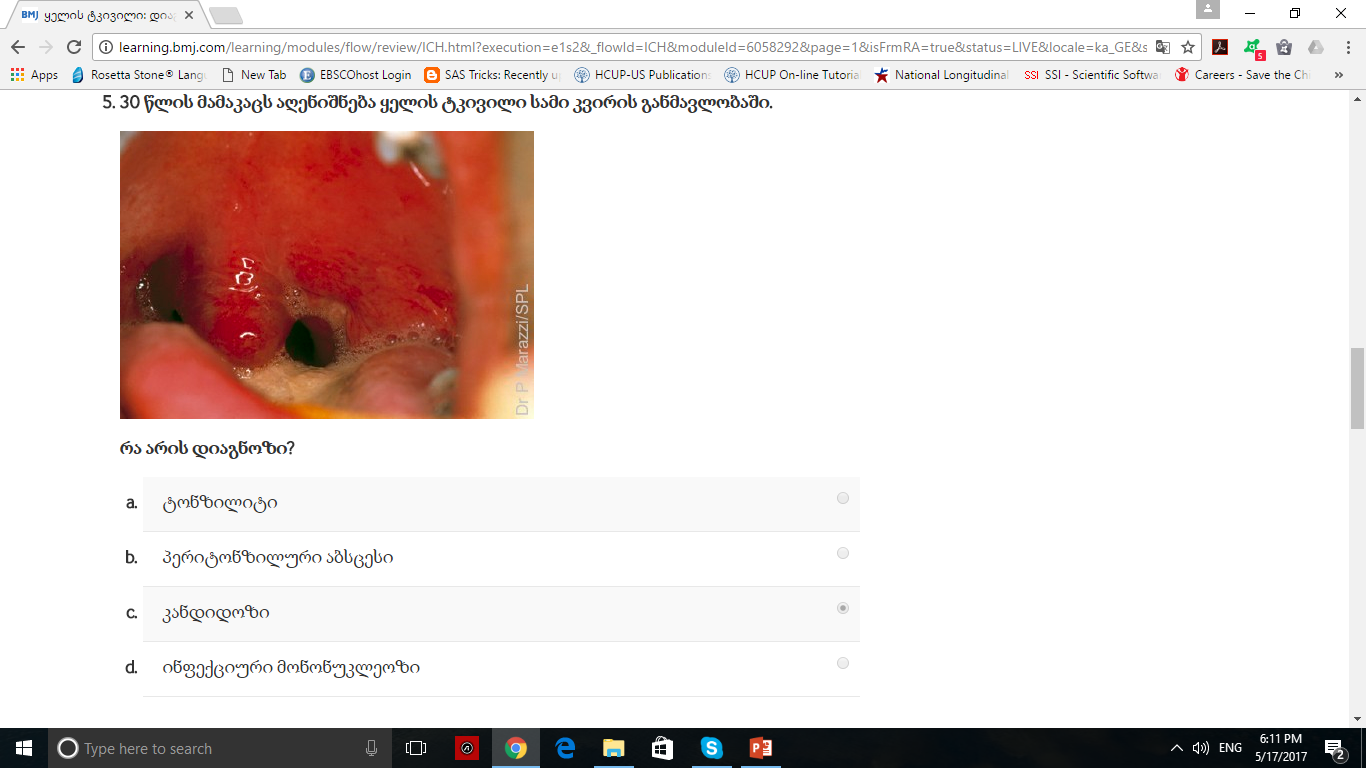 BMJ ყელის ტკივილი: დია
learning.bmj.com/learning/modules/flow/review/ICH.html?execution=e1s2&_flowId=ICH&moduleId=6058292&page=1&isFrmRA=true&status=LIVE&locale=ka_GE&s
5
Apps Rosetta Stone® Langu New Tab EBSCOhost Login SAS Tricks: Recently u HCUP-US Publication HCUP On-line Tutoria National Longitudinal SSI SSI - Scientific Softwa Careers - Save the Ch »
5. 30 წლის მამაკაცს აღენიშნება ყელის ტკივილი სამი კვირის განმავლობაში.
Dr P Marazzi/SPL
რა არის დიაგნოზი?
a. ტონზილიტი
b. პერიტონზილური აბსცესი
c. კანდიდოზი
d. ინფექციური მონონუკლეოზი
Type here to search
ENG
6:11 PM
5/17/2017
2